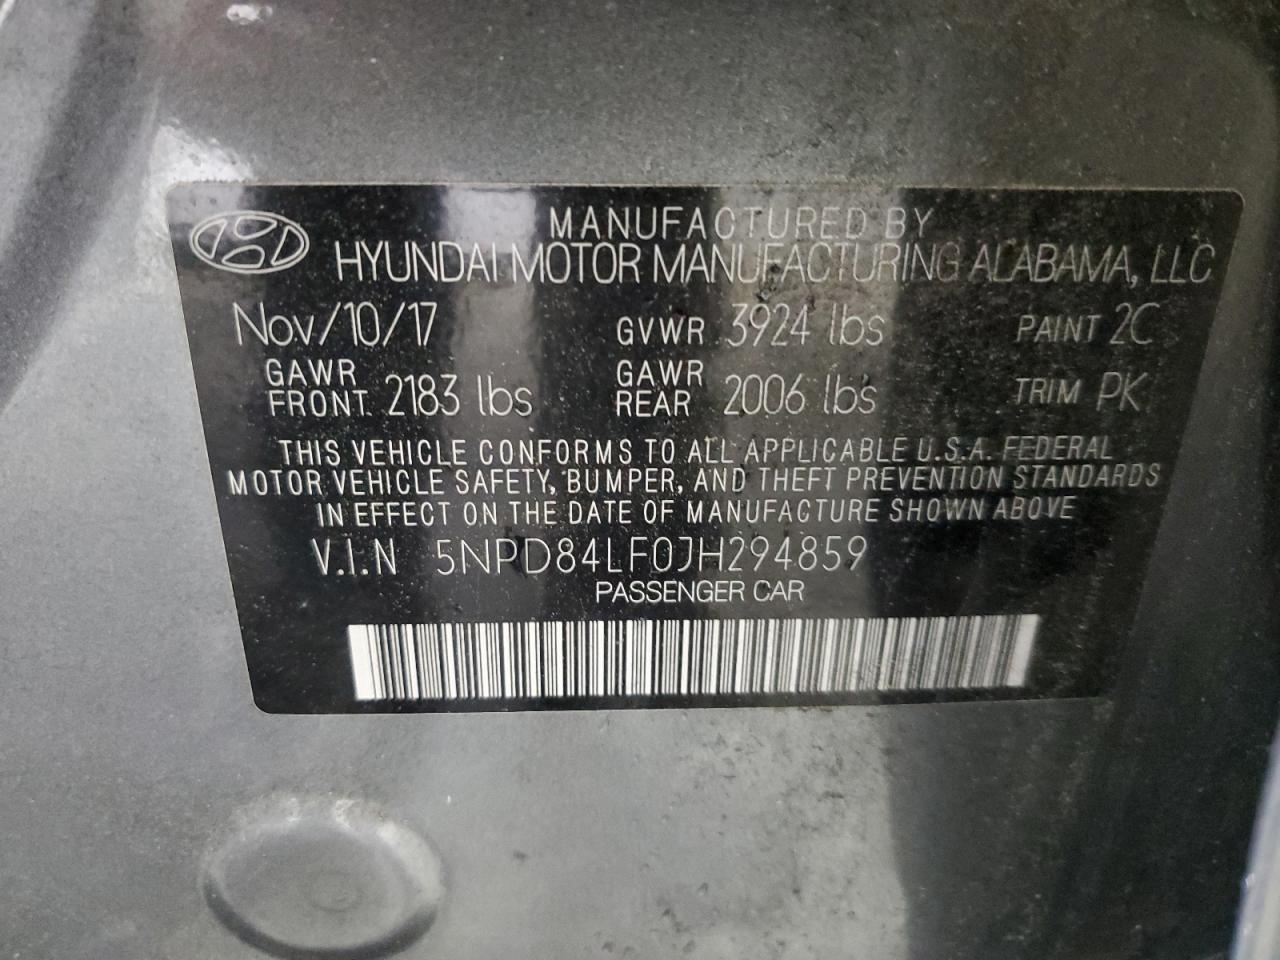 MANUFACTURED BY
HYUNDAI MOTOR MANUFACTURING ALABAMA, LLC
Nov/10/17 GVWR 3924 lbs PAINT 2C
GAWR FRONT 2183 lbs GAWR REAR 2006 lbs TRIM PK
THIS VEHICLE CONFORMS TO ALL APPLICABLE U.S.A. FEDERAL
MOTOR VEHICLE SAFETY, BUMPER, AND THEFT PREVENTION STANDARDS
IN EFFECT ON THE DATE OF MANUFACTURE SHOWN ABOVE
V.I.N 5NPD84LF0JH294859
PASSENGER CAR